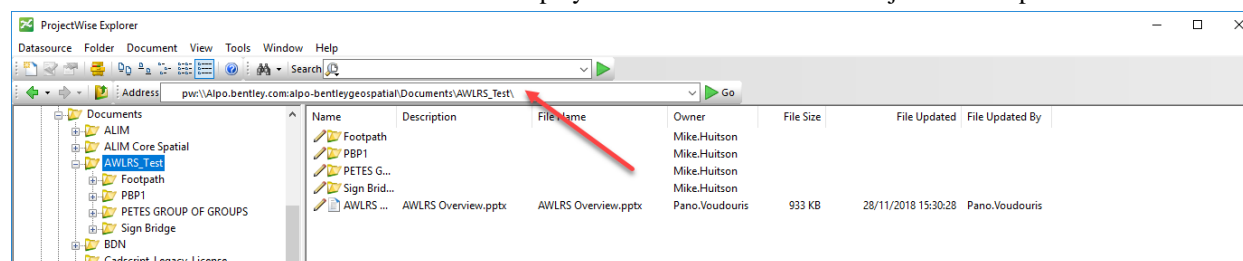 ProjectWise Explorer
Datasource Folder Document View Tools Window Help
Search
Address pw:\\Alpo.bentley.com:alpo-bentleygeospatial\Documents\AWLRS_Test\ Go
Documents
ALIM
ALIM Core Spatial
AWLRS_Test
Footpath
PBP1
PETES GROUP OF GROUPS
Sign Bridge
BDN
Cadscript Legacy License
Name Description File Name Owner File Size File Updated File Updated By
Footpath Mike.Huitson
PBP1 Mike.Huitson
PETES G... Mike.Huitson
Sign Brid... Mike.Huitson
AWLRS ... AWLRS Overview.pptx AWLRS Overview.pptx Pano.Voudouris 933 KB 28/11/2018 15:30:28 Pano.Voudouris